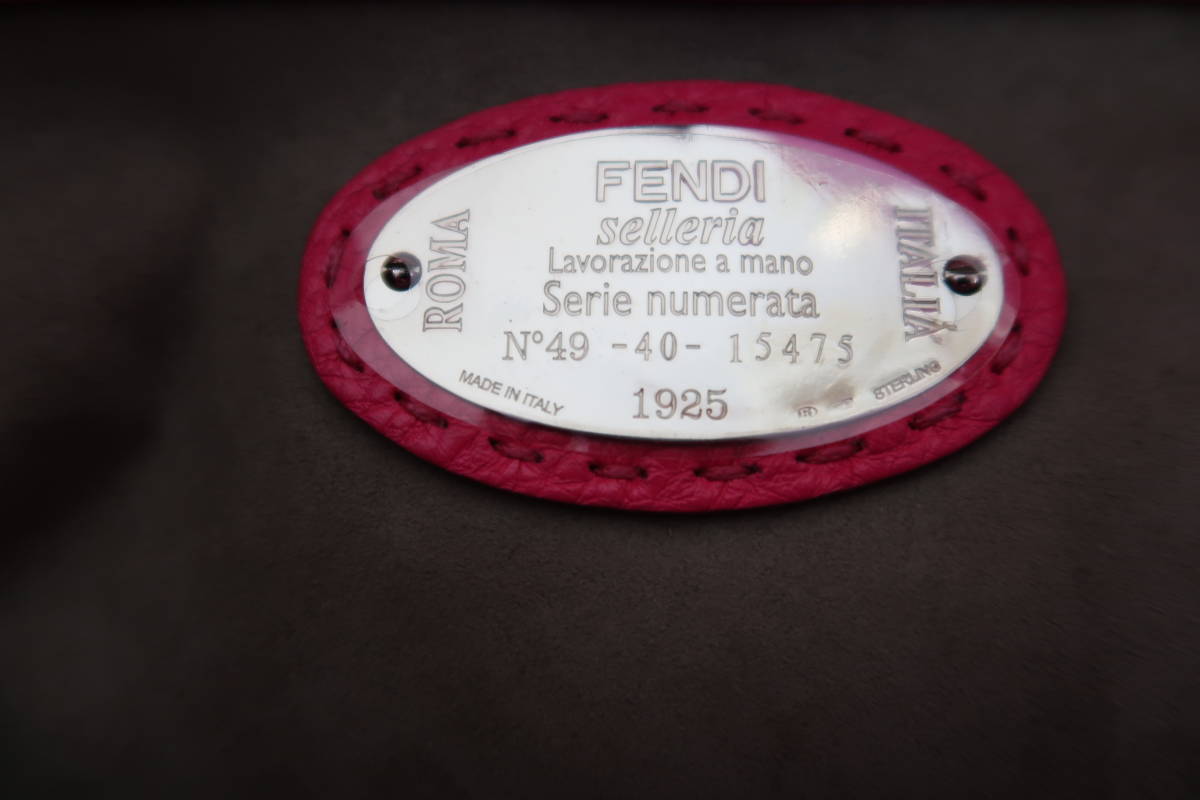 FENDI
selleria
Lavorazione a mano
Serie numerata
N°49 -40- 15475
1925
ROMA
ITALIA
MADE IN ITALY
® STERLING